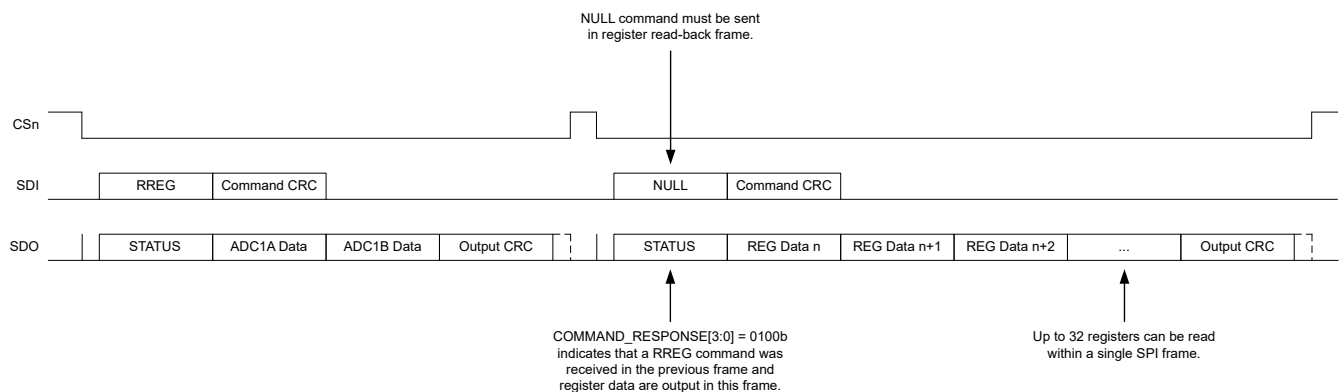 NULL command must be sent
in register read-back frame.
CSn
SDI
RREG
Command CRC
NULL
Command CRC
SDO
STATUS
ADC1A Data
ADC1B Data
Output CRC
STATUS
REG Data n
REG Data n+1
REG Data n+2
...
Output CRC
COMMAND_RESPONSE[3:0] = 0100b
indicates that a RREG command was
received in the previous frame and
register data are output in this frame.
Up to 32 registers can be read
within a single SPI frame.